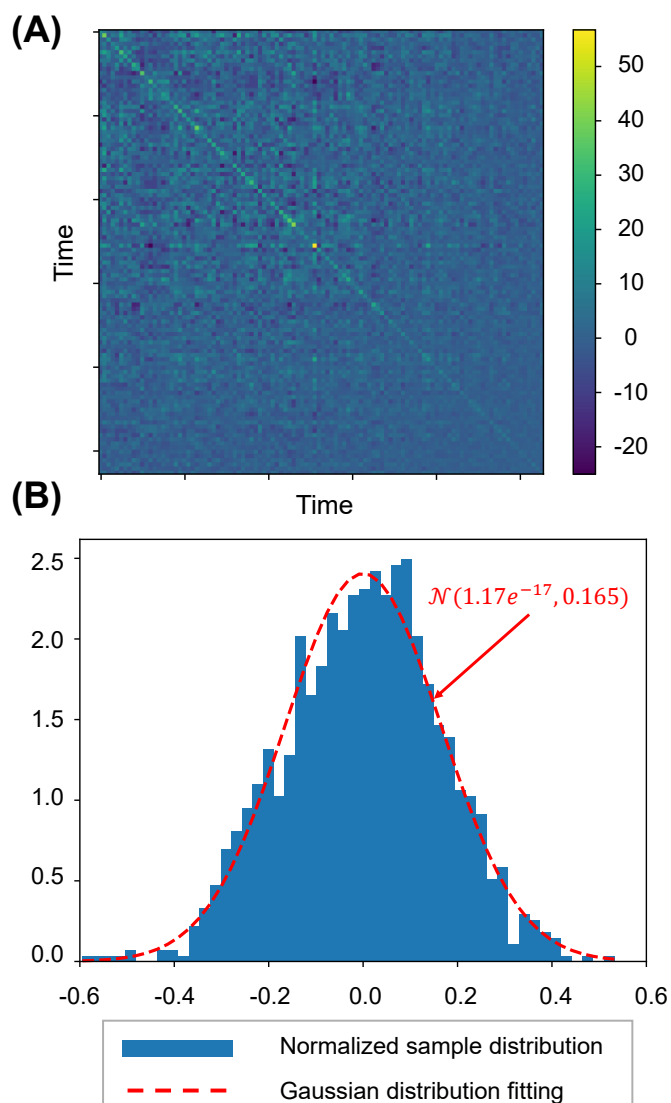 (A)
50
40
30
20
10
0
-10
-20
Time
Time
(B)
2.5
2.0
1.5
1.0
0.5
0.0
𝒩(1.17e⁻¹⁷, 0.165)
-0.6 -0.4 -0.2 0.0 0.2 0.4 0.6
Normalized sample distribution
Gaussian distribution fitting